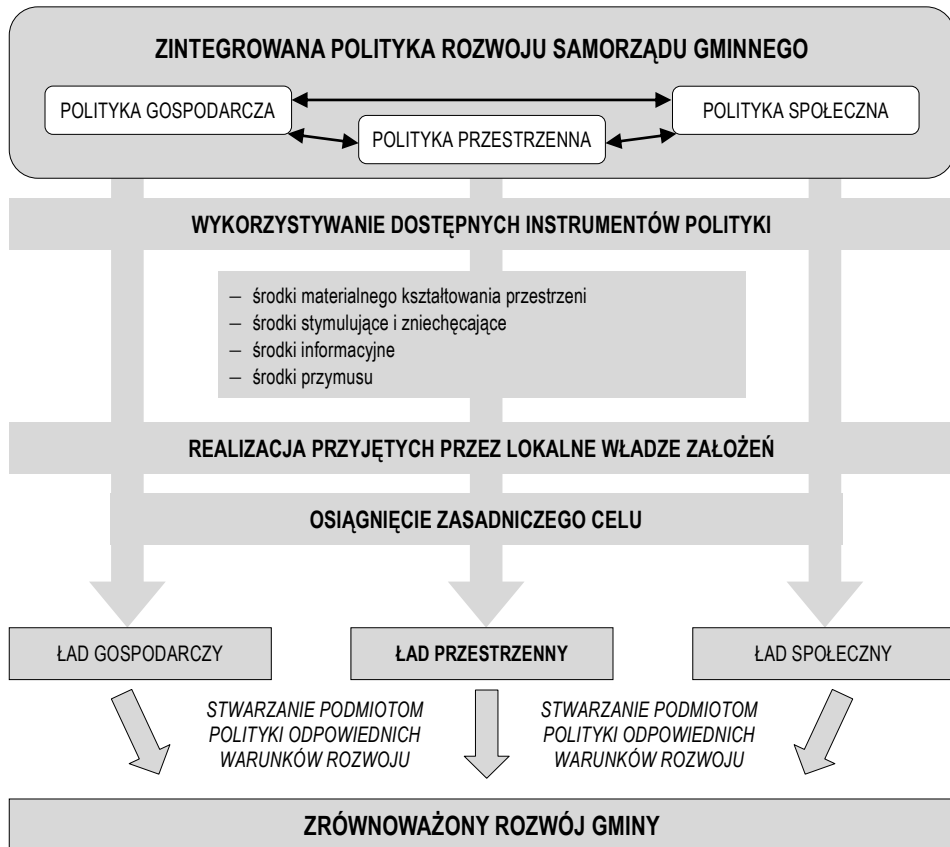 ZINTEGROWANA POLITYKA ROZWOJU SAMORZĄDU GMINNEGO
POLITYKA GOSPODARCZA
POLITYKA SPOŁECZNA
POLITYKA PRZESTRZENNA
WYKORZYSTYWANIE DOSTĘPNYCH INSTRUMENTÓW POLITYKI
– środki materialnego kształtowania przestrzeni
– środki stymulujące i zniechęcające
– środki informacyjne
– środki przymusu
REALIZACJA PRZYJĘTYCH PRZEZ LOKALNE WŁADZE ZAŁOŻEŃ
OSIĄGNIĘCIE ZASADNICZEGO CELU
ŁAD GOSPODARCZY
ŁAD PRZESTRZENNY
ŁAD SPOŁECZNY
STWARZANIE PODMIOTOM
POLITYKI ODPOWIEDNICH
WARUNKÓW ROZWOJU
STWARZANIE PODMIOTOM
POLITYKI ODPOWIEDNICH
WARUNKÓW ROZWOJU
ZRÓWNOWAŻONY ROZWÓJ GMINY